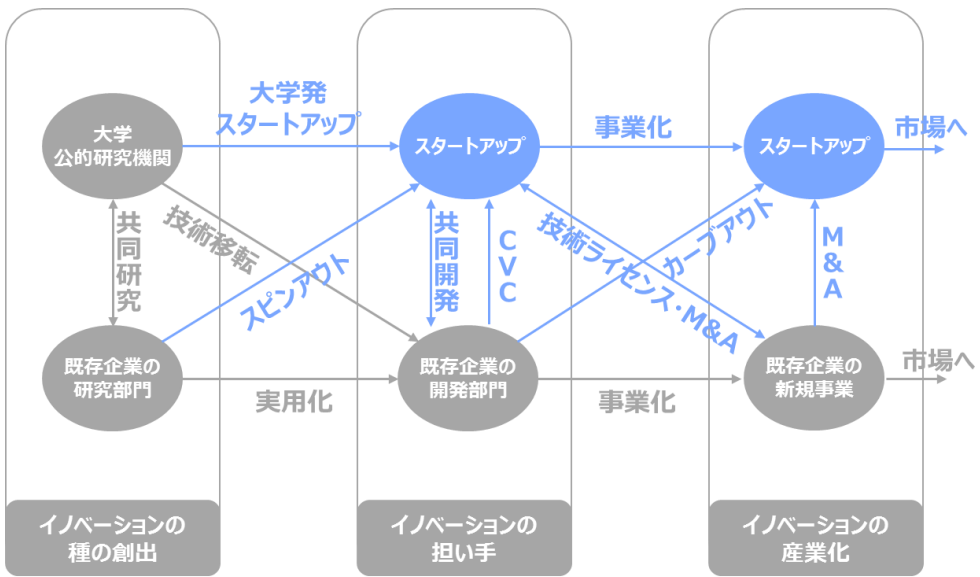 大学発
スタートアップ
事業化
市場へ
大学
公的研究機関
スタートアップ
スタートアップ
共同研究
技術移転
スピンアウト
共同開発
CVC
技術ライセンス・M&A
カーブアウト
M&A
既存企業の
研究部門
既存企業の
開発部門
既存企業の
新規事業
市場へ
実用化
事業化
イノベーションの
種の創出
イノベーションの
担い手
イノベーションの
産業化